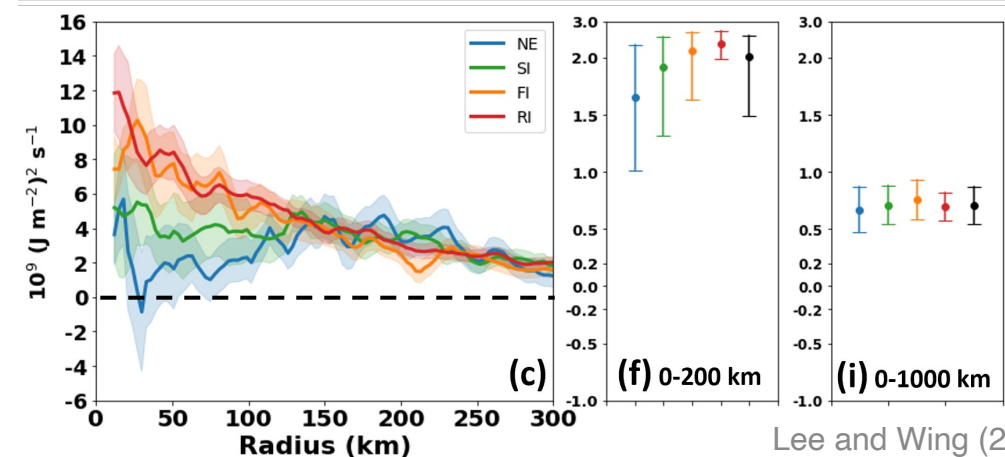 16
14
12
10
8
6
4
2
0
-2
-4
-6
10⁹ (J m⁻²)² s⁻¹
NE
SI
FI
RI
(c)
0 50 100 150 200 250 300
Radius (km)
3.0
2.0
1.5
1.0
0.5
0.2
0.0
-0.2
-0.5
-1.0
(f) 0-200 km
3.0
2.0
1.5
1.0
0.5
0.2
0.0
-0.2
-0.5
-1.0
(i) 0-1000 km
Lee and Wing (2